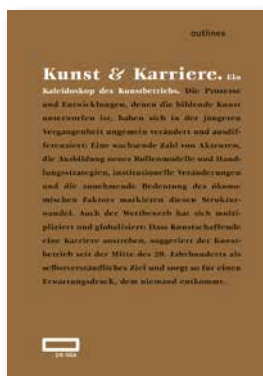 outlines
Kunst & Karriere. Ein
Kaleidoskop des Kunstbetriebs. Die Prozesse
und Entwicklungen, denen die bildende Kunst
unterworfen ist, haben sich in der jüngeren
Vergangenheit ungemein verändert und ausdif-
ferenziert: Eine wachsende Zahl von Akteuren,
die Ausbildung neuer Rollenmodelle und Hand-
lungsstrategien, institutionelle Veränderungen
und die zunehmende Bedeutung des ökono-
mischen Faktors markieren diesen Struktur-
wandel. Auch der Wettbewerb hat sich multi-
pliziert und globalisiert: Dass Kunstschaffende
eine Karriere anstreben, suggeriert der Kunst-
betrieb seit der Mitte des 20. Jahrhunderts als
selbstverständliches Ziel und sorgt so für einen
Erwartungsdruck, dem niemand entkommt.
SIK ISEA